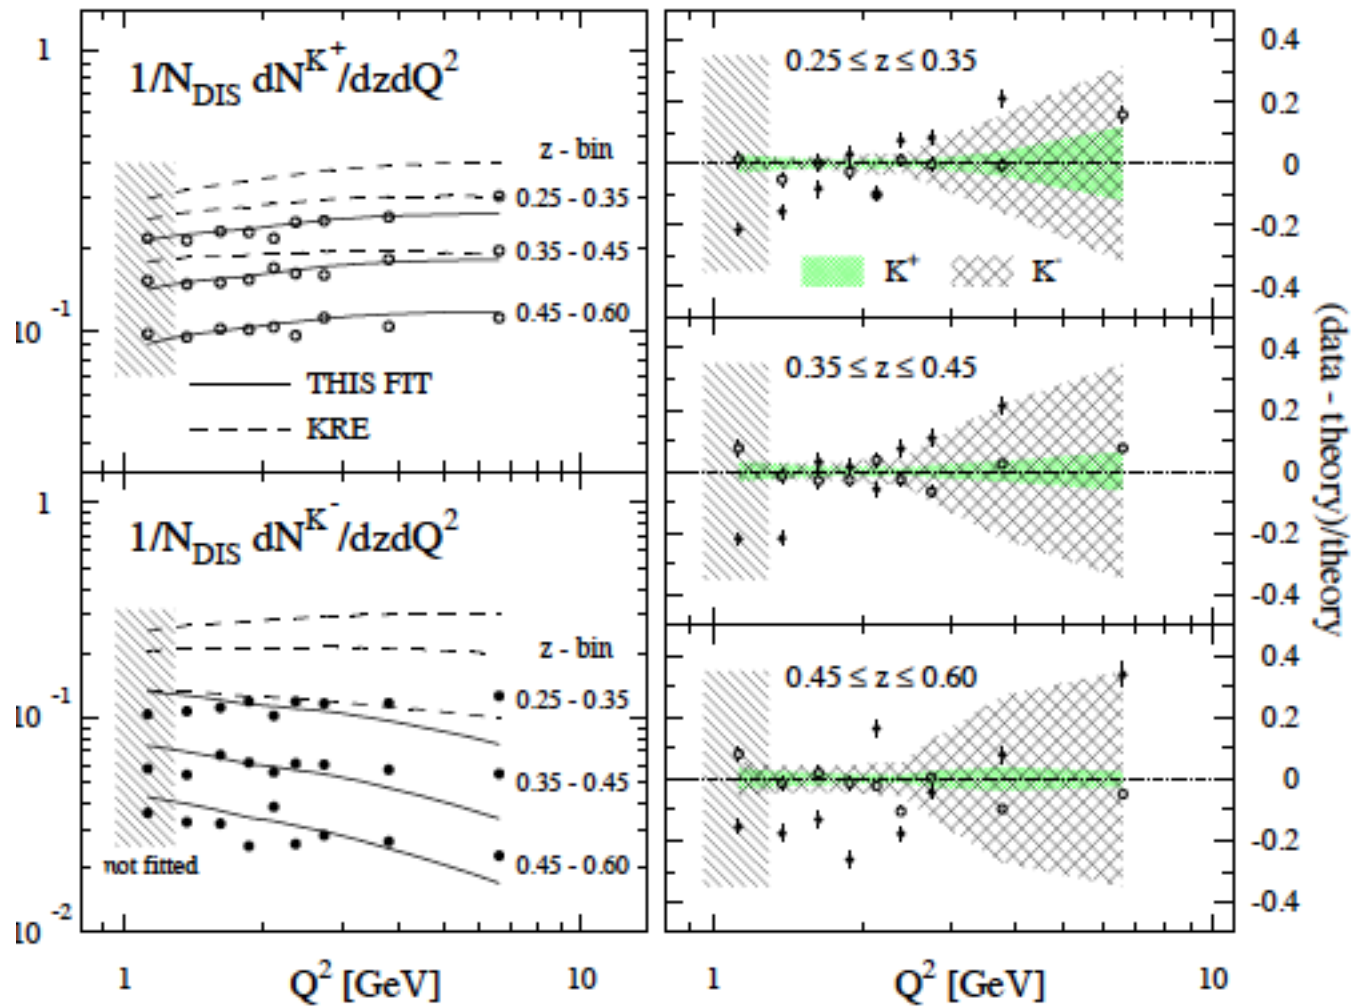 1/N_DIS dN^K+/dzdQ^2
1
10^-1
z - bin
0.25 - 0.35
0.35 - 0.45
0.45 - 0.60
THIS FIT
KRE
1/N_DIS dN^K-/dzdQ^2
1
10^-1
10^-2
z - bin
0.25 - 0.35
0.35 - 0.45
0.45 - 0.60
not fitted
1
Q^2 [GeV]
10
0.25 ≤ z ≤ 0.35
K^+
K^-
0.4
0.2
0
-0.2
-0.4
0.35 ≤ z ≤ 0.45
0.4
0.2
0
-0.2
-0.4
0.45 ≤ z ≤ 0.60
0.4
0.2
0
-0.2
-0.4
1
Q^2 [GeV]
10
(data - theory)/theory